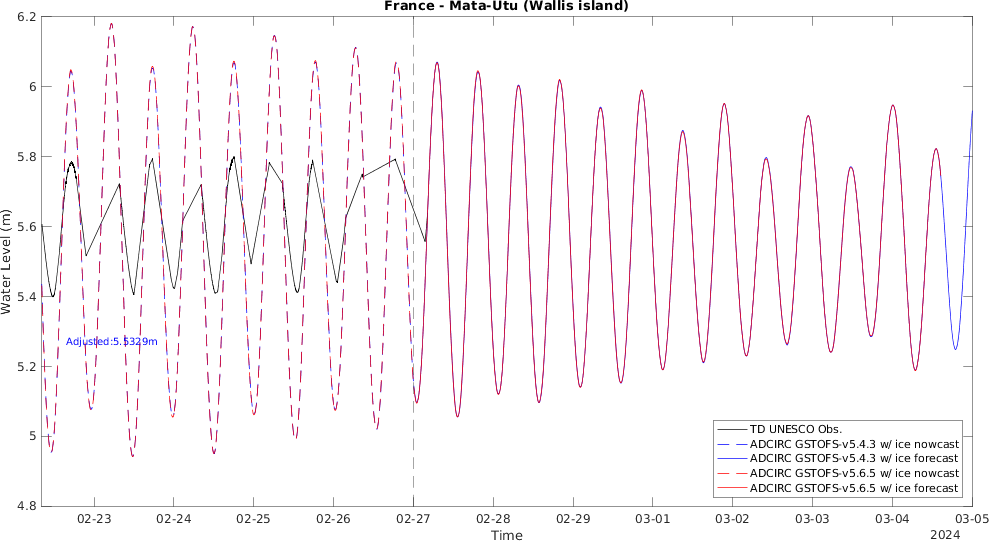 France - Mata-Utu (Wallis island)
6.2
6
5.8
5.6
5.4
5.2
5
4.8
Water Level (m)
Adjusted:5.5329m
TD UNESCO Obs.
ADCIRC GSTOFS-v5.4.3 w/ ice nowcast
ADCIRC GSTOFS-v5.4.3 w/ ice forecast
ADCIRC GSTOFS-v5.6.5 w/ ice nowcast
ADCIRC GSTOFS-v5.6.5 w/ ice forecast
02-23 02-24 02-25 02-26 02-27 02-28 02-29 03-01 03-02 03-03 03-04 03-05
Time
2024